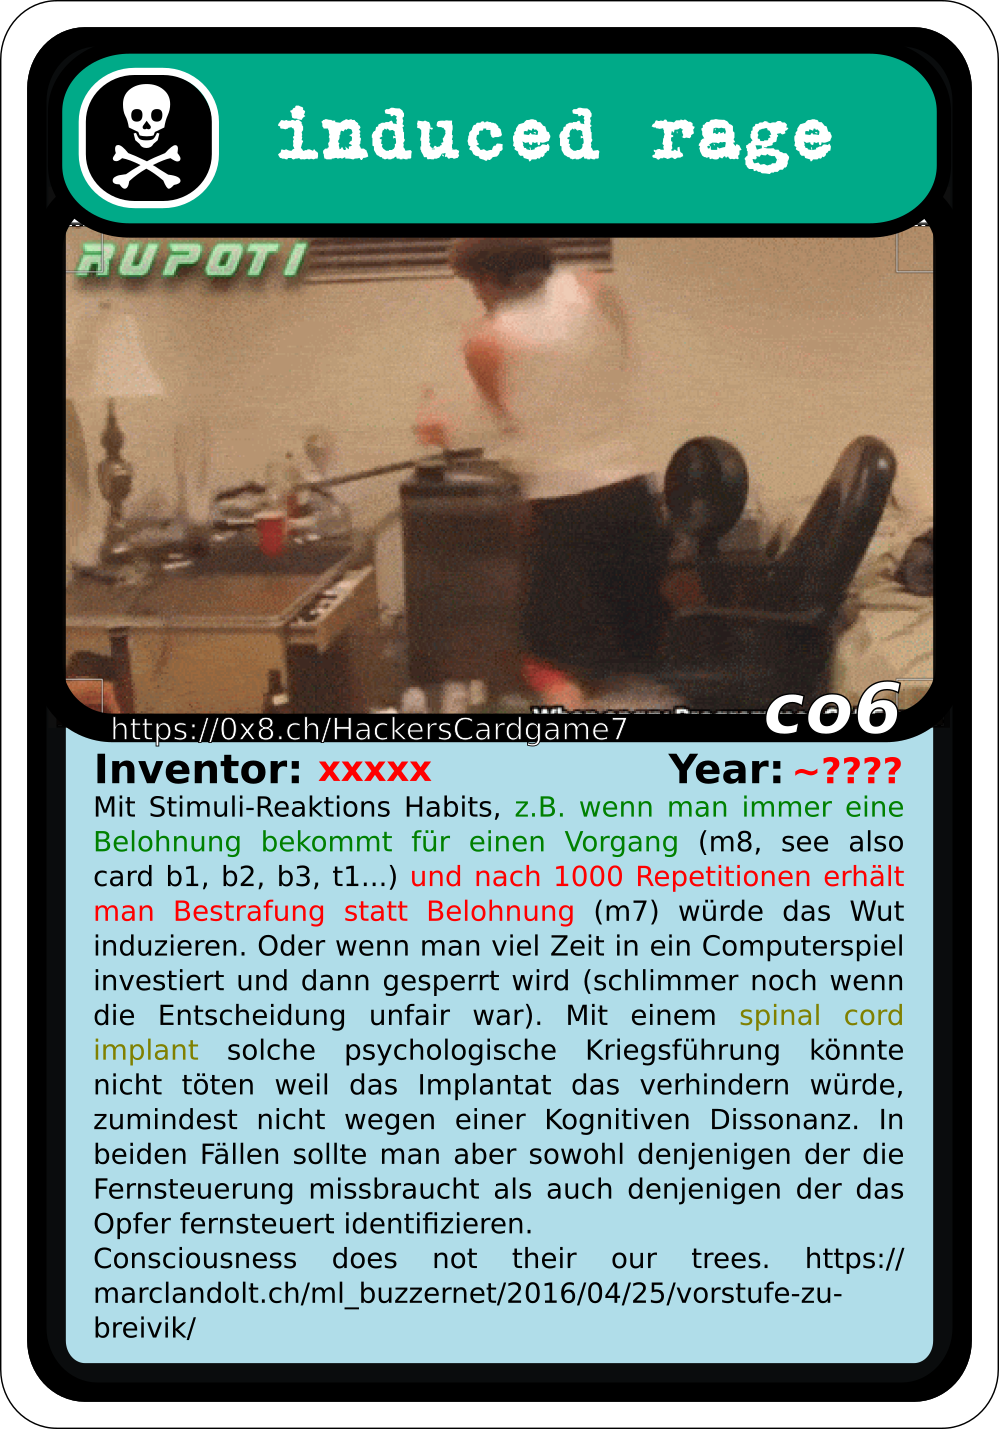 induced rage
RUPOTI
co6
https://0x8.ch/HackersCardgame7
Inventor: xxxxx Year: ~????
Mit Stimuli-Reaktions Habits, z.B. wenn man immer eine
Belohnung bekommt für einen Vorgang (m8, see also
card b1, b2, b3, t1...) und nach 1000 Repetitionen erhält
man Bestrafung statt Belohnung (m7) würde das Wut
induzieren. Oder wenn man viel Zeit in ein Computerspiel
investiert und dann gesperrt wird (schlimmer noch wenn
die Entscheidung unfair war). Mit einem spinal cord
implant solche psychologische Kriegsführung könnte
nicht töten weil das Implantat das verhindern würde,
zumindest nicht wegen einer Kognitiven Dissonanz. In
beiden Fällen sollte man aber sowohl denjenigen der die
Fernsteuerung missbraucht als auch denjenigen der das
Opfer fernsteuert identifizieren.
Consciousness does not their our trees. https://
marclandolt.ch/ml_buzzernet/2016/04/25/vorstufe-zu-
breivik/